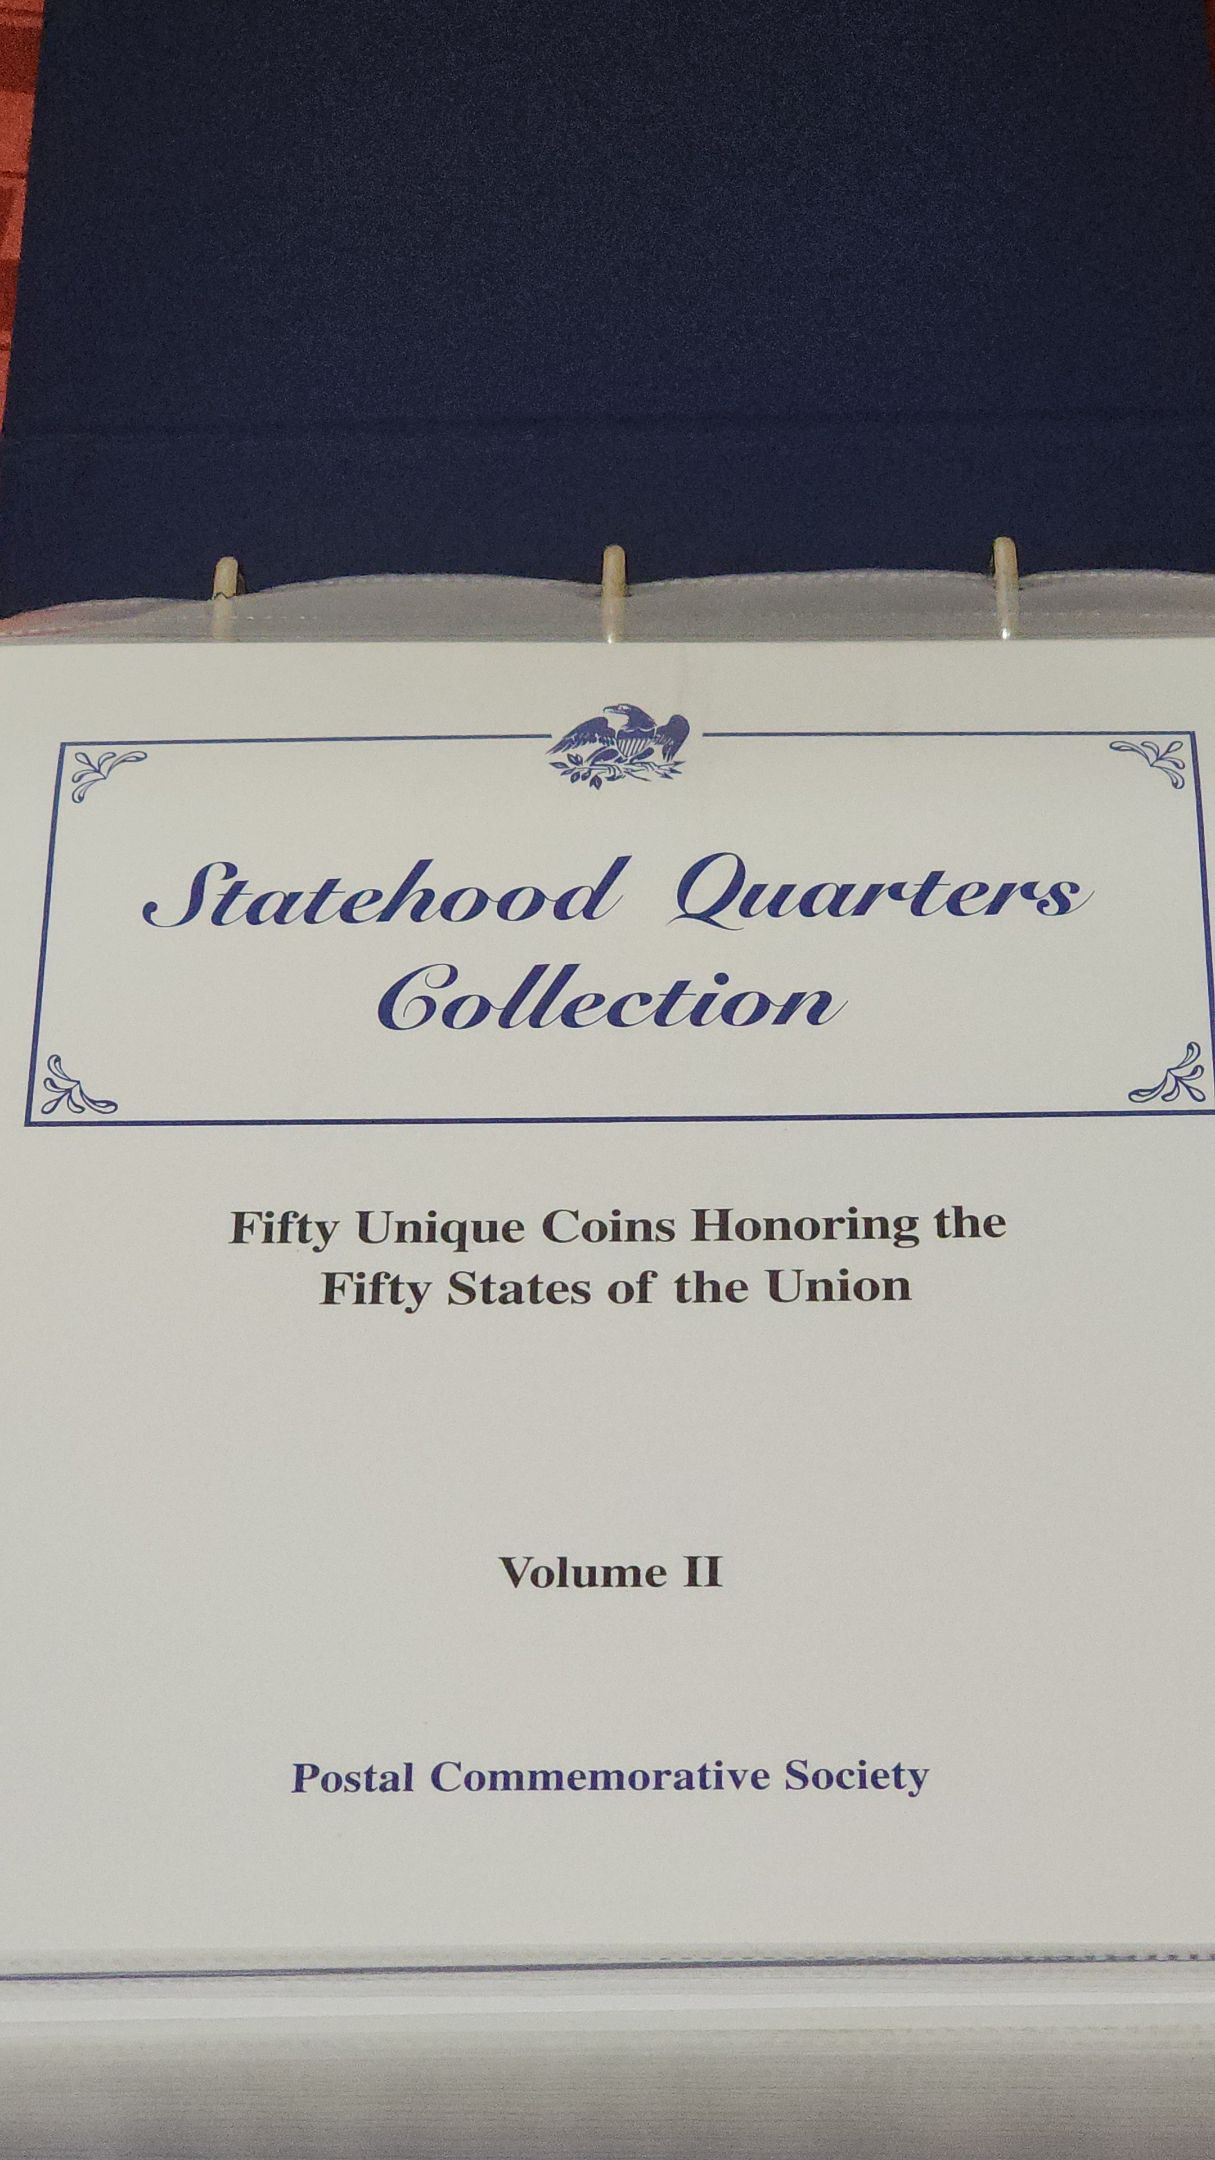 Statehood Quarters
Collection
Fifty Unique Coins Honoring the
Fifty States of the Union
Volume II
Postal Commemorative Society